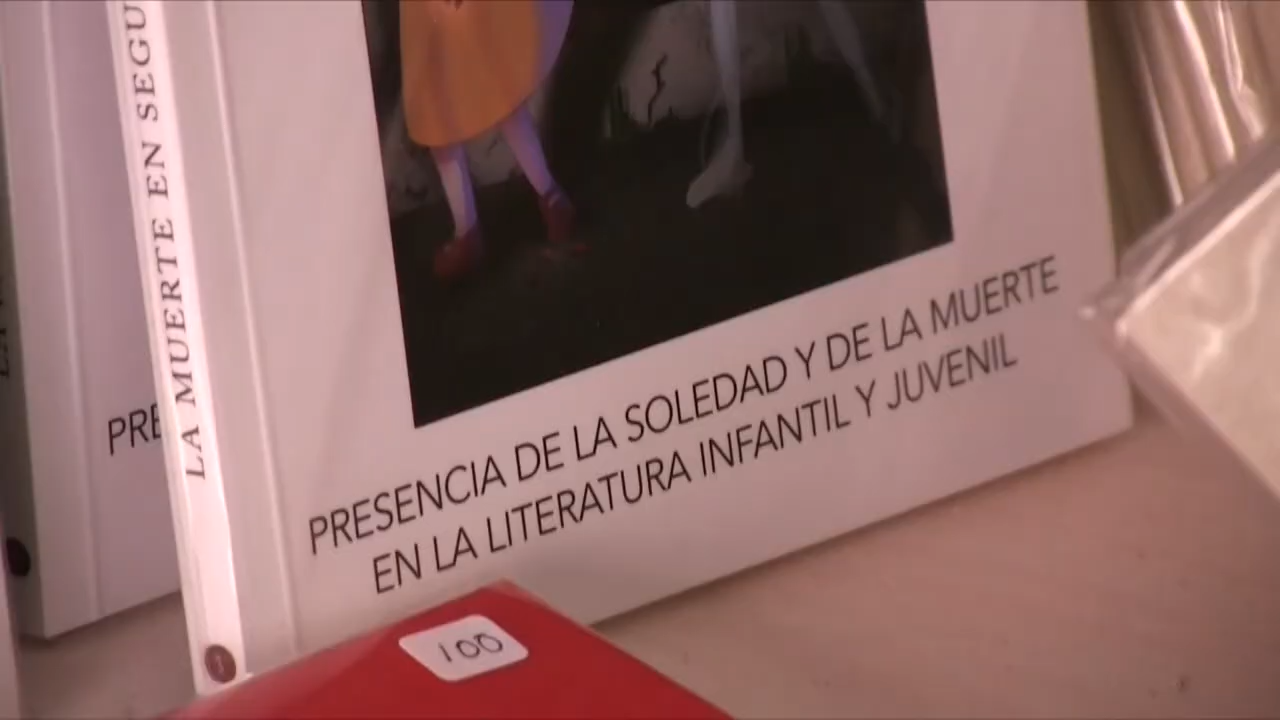 LA MUERTE EN SEGU
PRE
PRESENCIA DE LA SOLEDAD Y DE LA MUERTE
EN LA LITERATURA INFANTIL Y JUVENIL
100